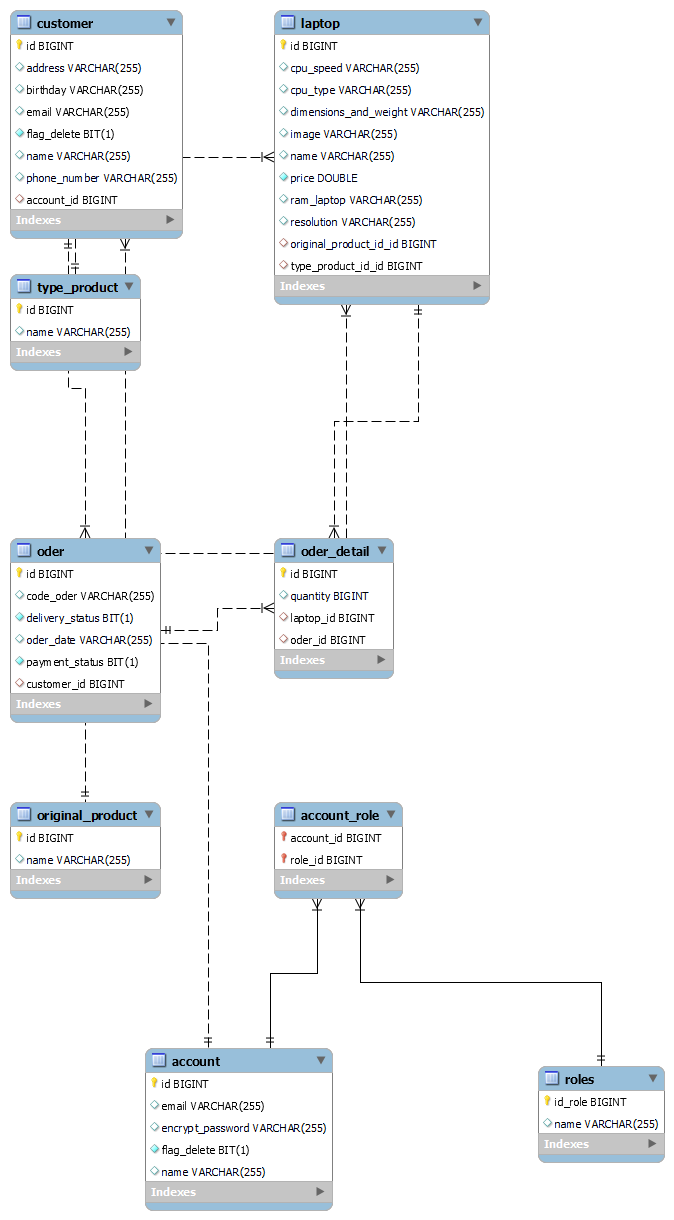 customer
id BIGINT
address VARCHAR(255)
birthday VARCHAR(255)
email VARCHAR(255)
flag_delete BIT(1)
name VARCHAR(255)
phone_number VARCHAR(255)
account_id BIGINT
Indexes
laptop
id BIGINT
cpu_speed VARCHAR(255)
cpu_type VARCHAR(255)
dimensions_and_weight VARCHAR(255)
image VARCHAR(255)
name VARCHAR(255)
price DOUBLE
ram_laptop VARCHAR(255)
resolution VARCHAR(255)
original_product_id_id BIGINT
type_product_id_id BIGINT
Indexes
type_product
id BIGINT
name VARCHAR(255)
Indexes
oder
id BIGINT
code_oder VARCHAR(255)
delivery_status BIT(1)
oder_date VARCHAR(255)
payment_status BIT(1)
customer_id BIGINT
Indexes
oder_detail
id BIGINT
quantity BIGINT
laptop_id BIGINT
oder_id BIGINT
Indexes
original_product
id BIGINT
name VARCHAR(255)
Indexes
account_role
account_id BIGINT
role_id BIGINT
Indexes
account
id BIGINT
email VARCHAR(255)
encrypt_password VARCHAR(255)
flag_delete BIT(1)
name VARCHAR(255)
Indexes
roles
id_role BIGINT
name VARCHAR(255)
Indexes